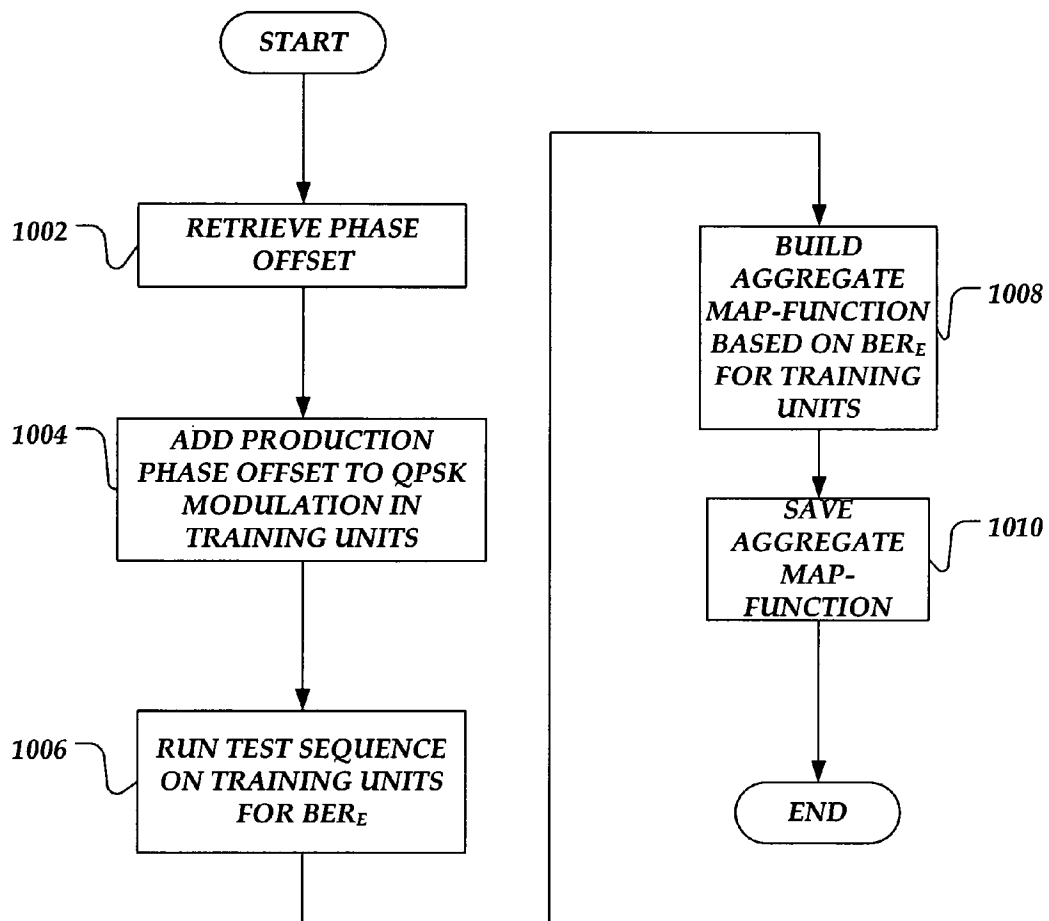 START
1002
RETRIEVE PHASE
OFFSET
1004
ADD PRODUCTION
PHASE OFFSET TO QPSK
MODULATION IN
TRAINING UNITS
1006
RUN TEST SEQUENCE
ON TRAINING UNITS
FOR BERE
BUILD
AGGREGATE
MAP-FUNCTION
BASED ON BERE
FOR TRAINING
UNITS
1008
SAVE
AGGREGATE
MAP-
FUNCTION
1010
END